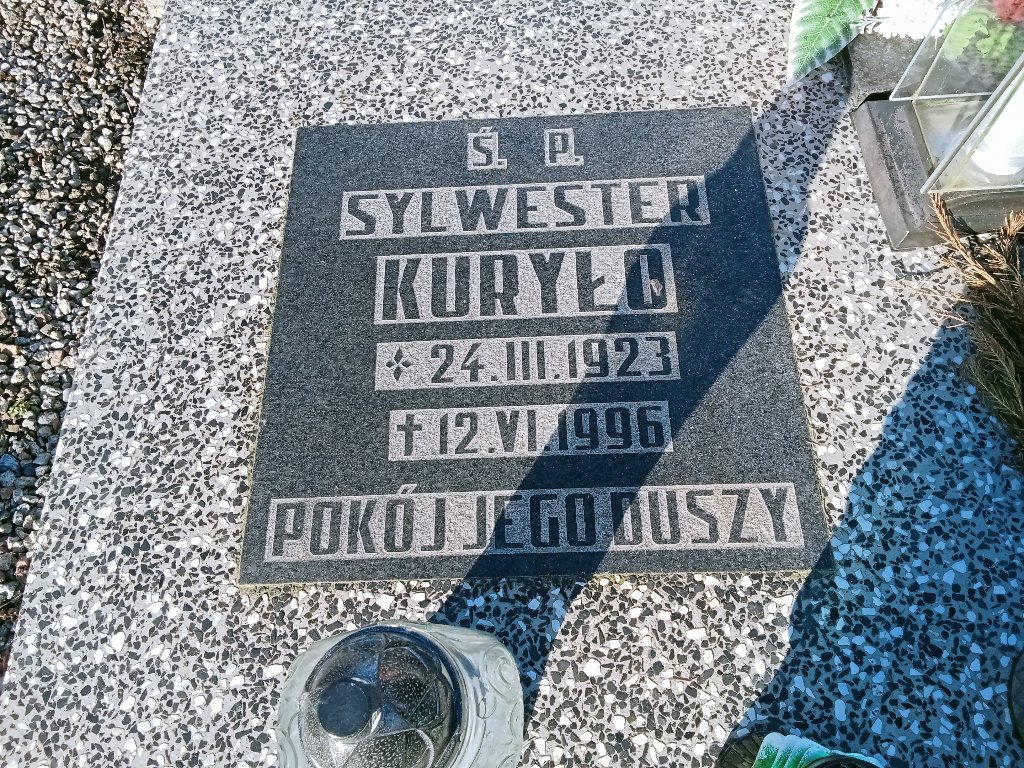 Ś. P.
SYLWESTER
KURYŁO
24.III.1923
✝ 12.VI.1996
POKÓJ JEGO DUSZY